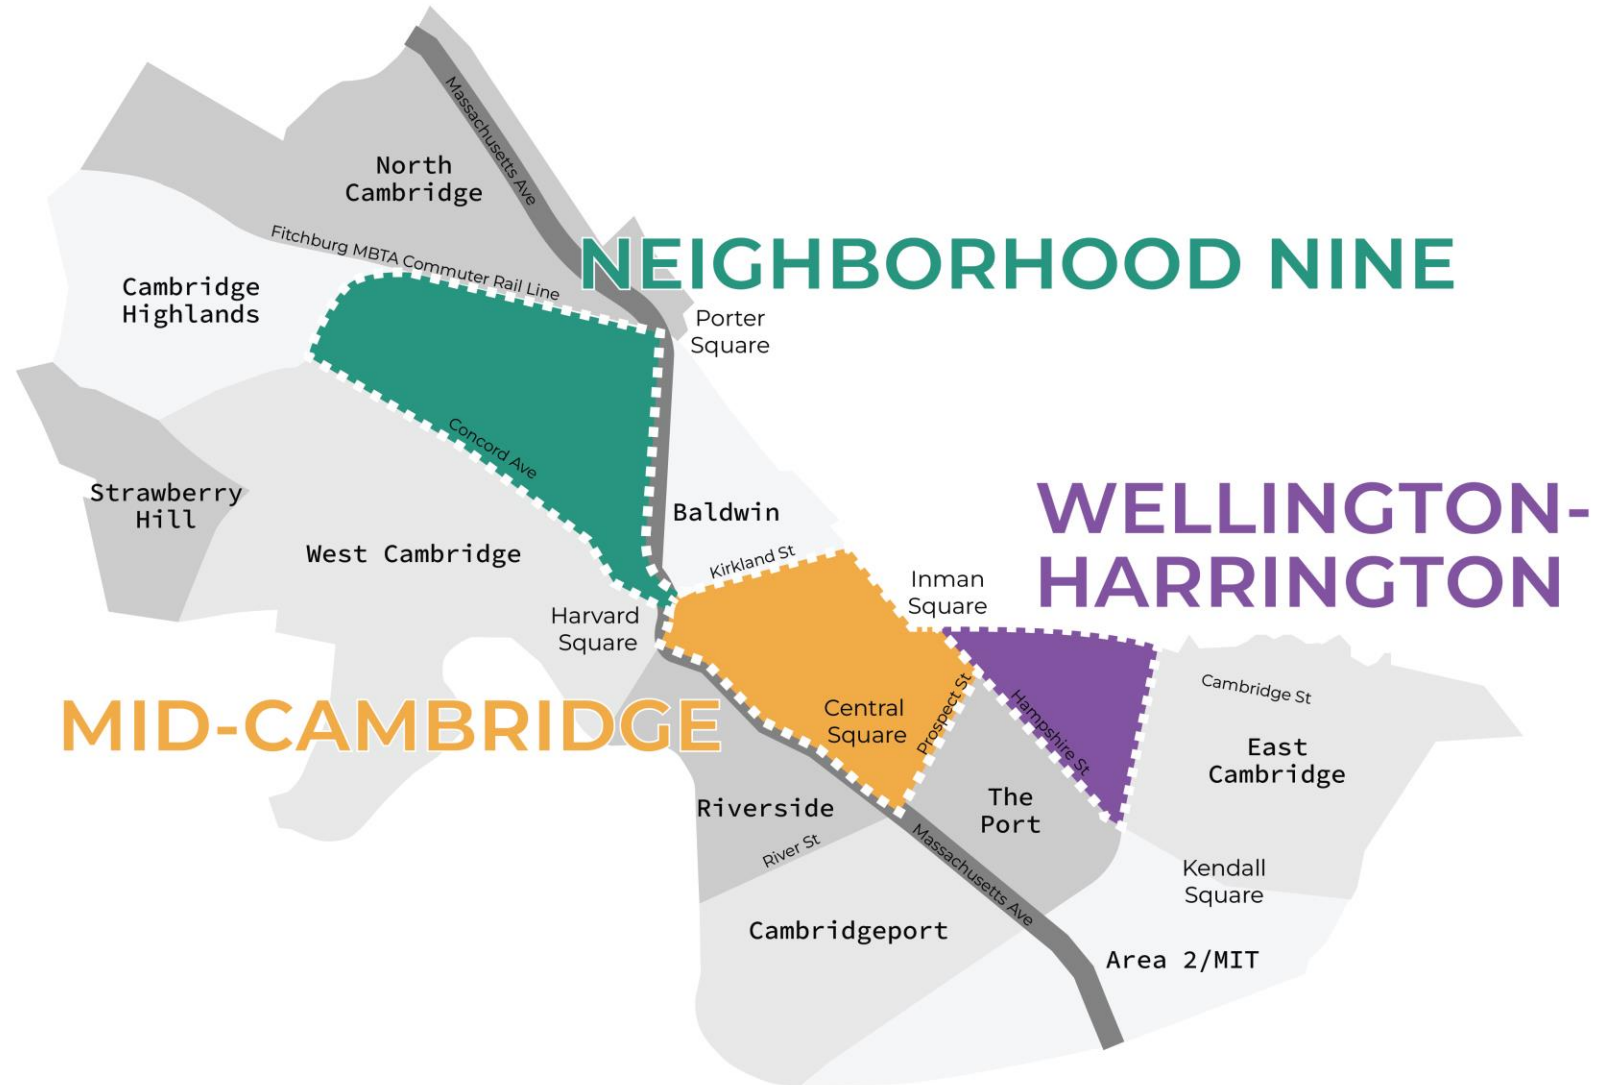 Massachusetts Ave
North
Cambridge
Fitchburg MBTA Commuter Rail Line
NEIGHBORHOOD NINE
Cambridge
Highlands
Porter
Square
Concord Ave
Strawberry
Hill
West Cambridge
Baldwin
Kirkland St
WELLINGTON-
HARRINGTON
Inman
Square
Harvard
Square
MID-CAMBRIDGE
Central
Square
Prospect St
Hampshire St
Cambridge St
East
Cambridge
Riverside
River St
The
Port
Massachusetts Ave
Kendall
Square
Cambridgeport
Area 2/MIT